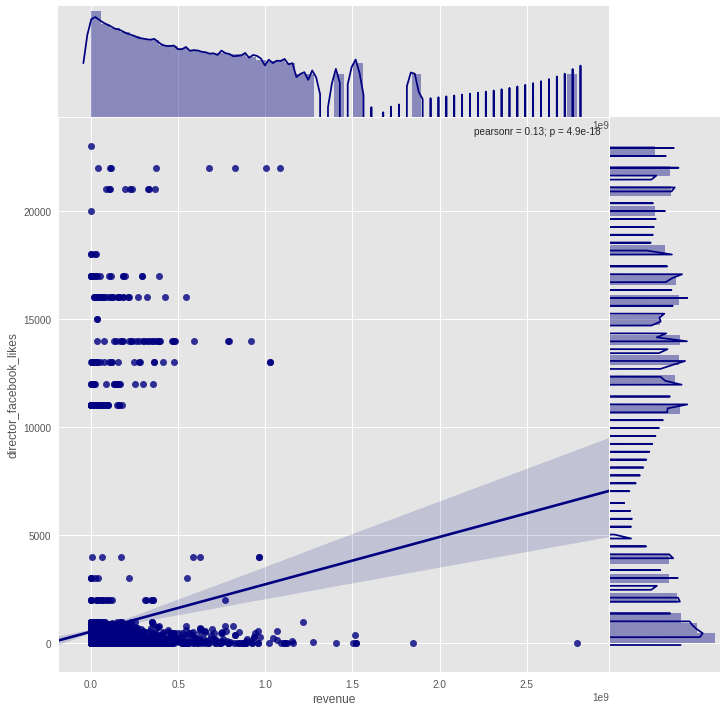 1e9
pearsonr = 0.13; p = 4.9e-18
director_facebook_likes
20000
15000
10000
5000
0
0.0 0.5 1.0 1.5 2.0 2.5
1e9
revenue